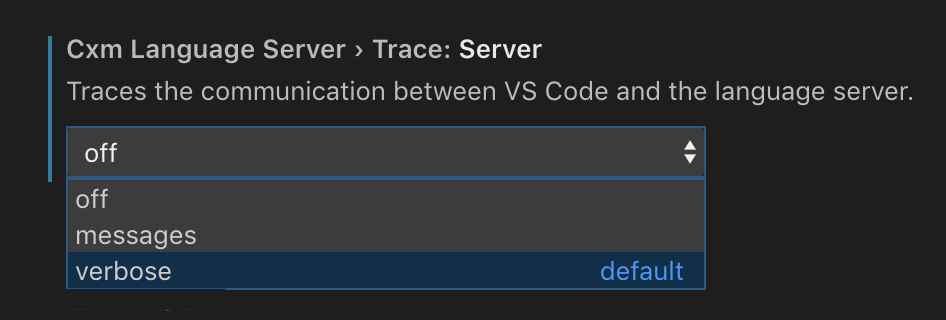 Cxm Language Server › Trace: Server
Traces the communication between VS Code and the language server.
off
off
messages
verbose default